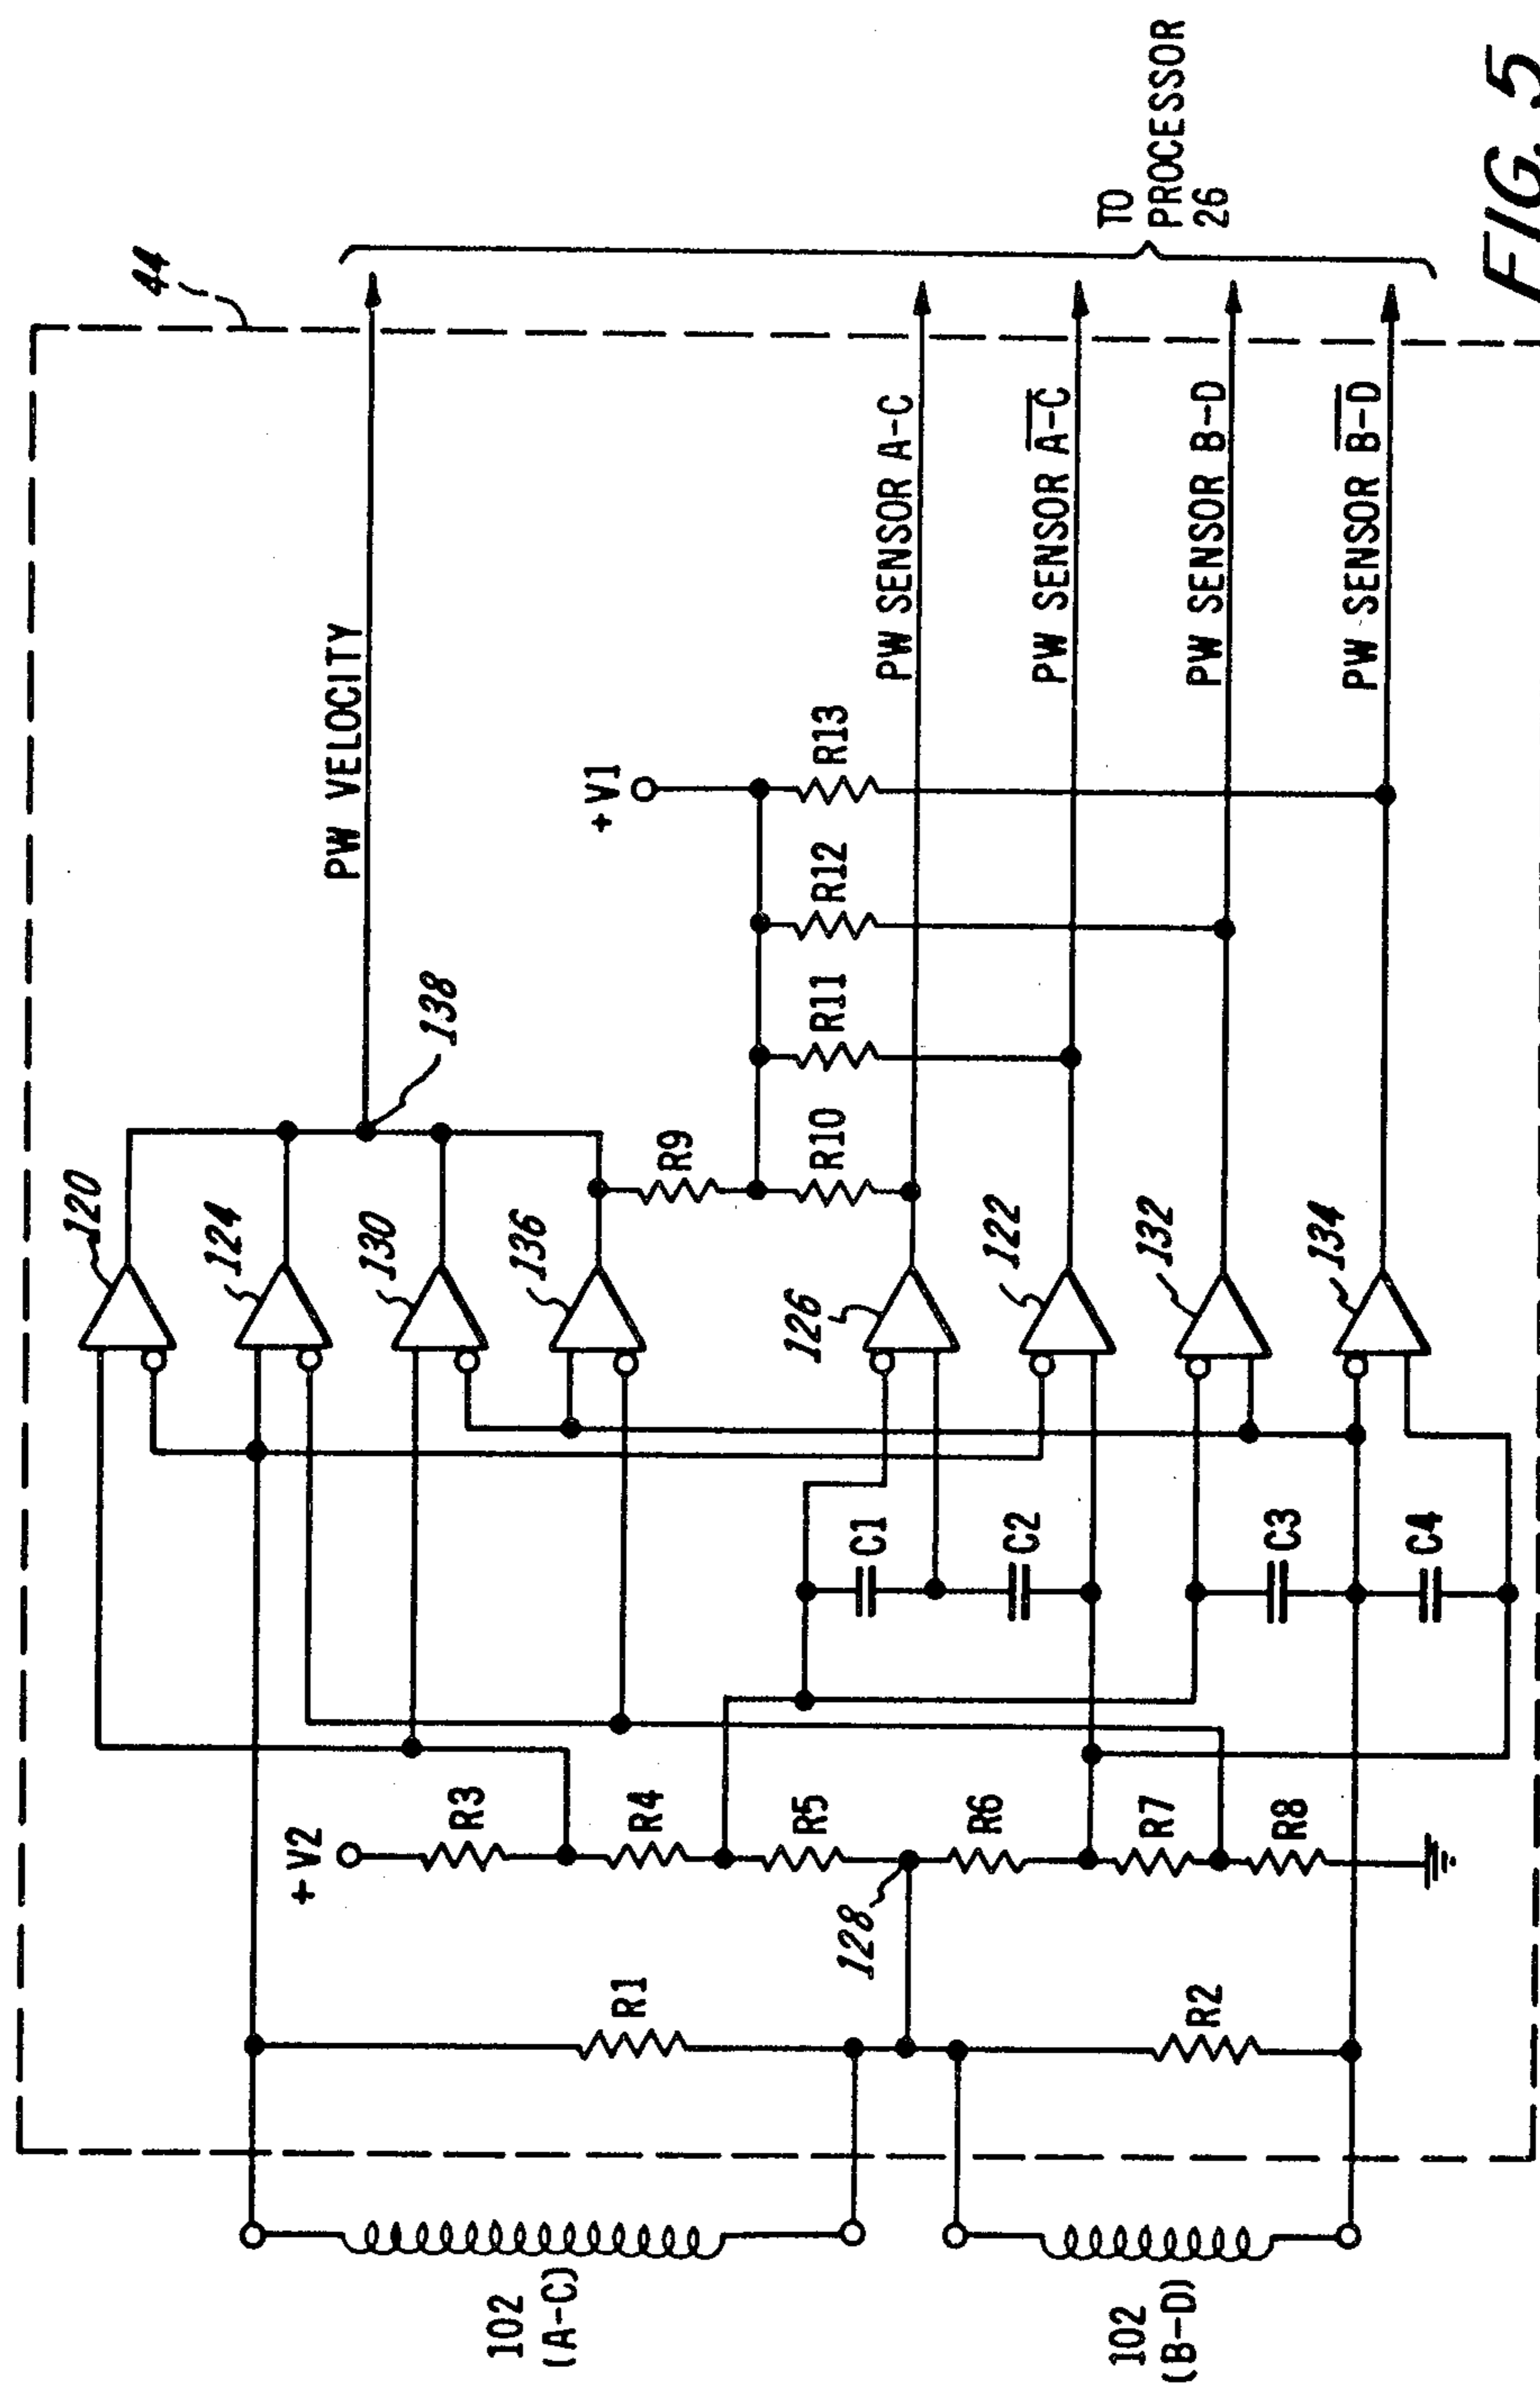 44
PW VELOCITY
120
124
130
136
138
+V1
R9
R10
R11
R12
R13
126
122
132
134
PW SENSOR A-C
PW SENSOR A̅-̅C̅
PW SENSOR B-D
PW SENSOR B̅-̅D̅
TO
PROCESSOR
26
C1
C2
C3
C4
+V2
R3
R4
R5
R6
R7
R8
128
R1
R2
102
(A-C)
102
(B-D)
FIG. 5